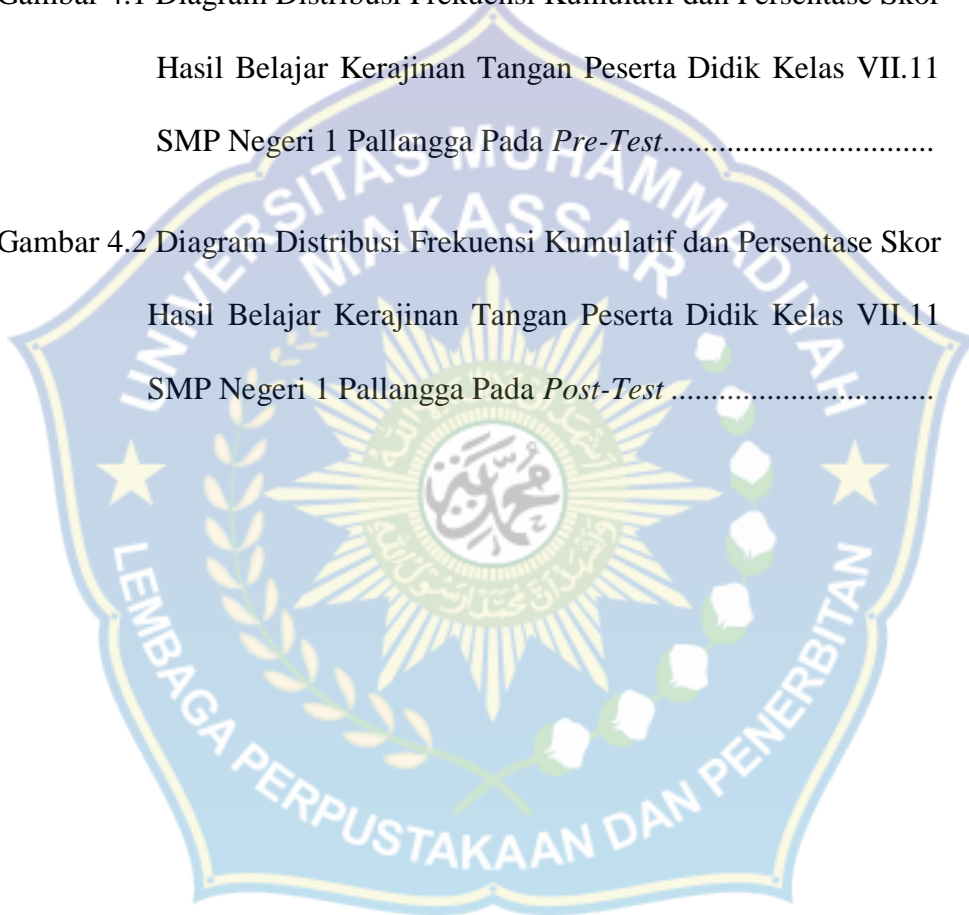 Gambar 4.1 Diagram Distribusi Frekuensi Kumulatif dan Persentase Skor
Hasil Belajar Kerajinan Tangan Peserta Didik Kelas VII.11
SMP Negeri 1 Pallangga Pada Pre-Test..................................
Gambar 4.2 Diagram Distribusi Frekuensi Kumulatif dan Persentase Skor
Hasil Belajar Kerajinan Tangan Peserta Didik Kelas VII.11
SMP Negeri 1 Pallangga Pada Post-Test .................................
UNIVERSITAS MUHAMMADIYAH
MAKASSAR
محمدية
LEMBAGA PERPUSTAKAAN DAN PENERBITAN